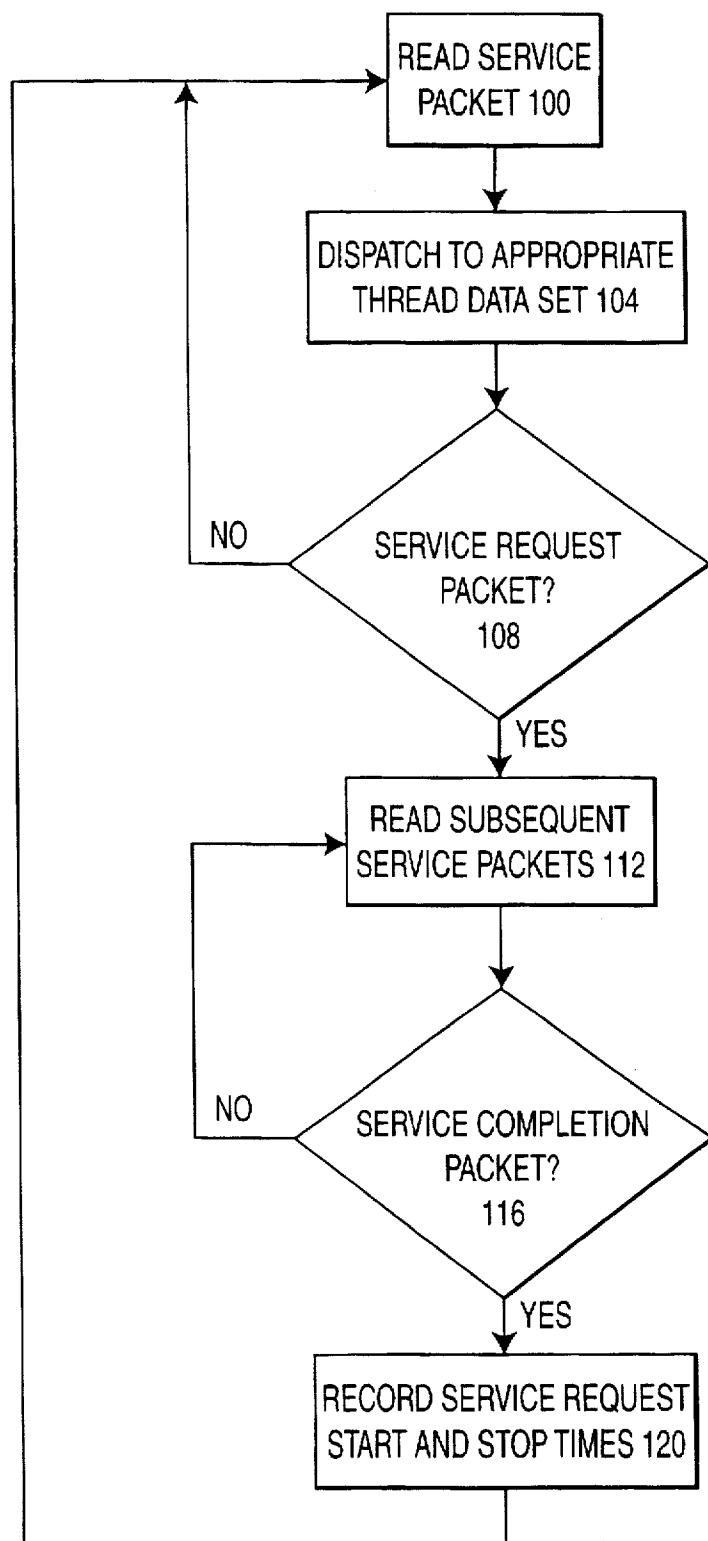 READ SERVICE
PACKET 100
DISPATCH TO APPROPRIATE
THREAD DATA SET 104
NO
SERVICE REQUEST
PACKET?
108
YES
READ SUBSEQUENT
SERVICE PACKETS 112
NO
SERVICE COMPLETION
PACKET?
116
YES
RECORD SERVICE REQUEST
START AND STOP TIMES 120